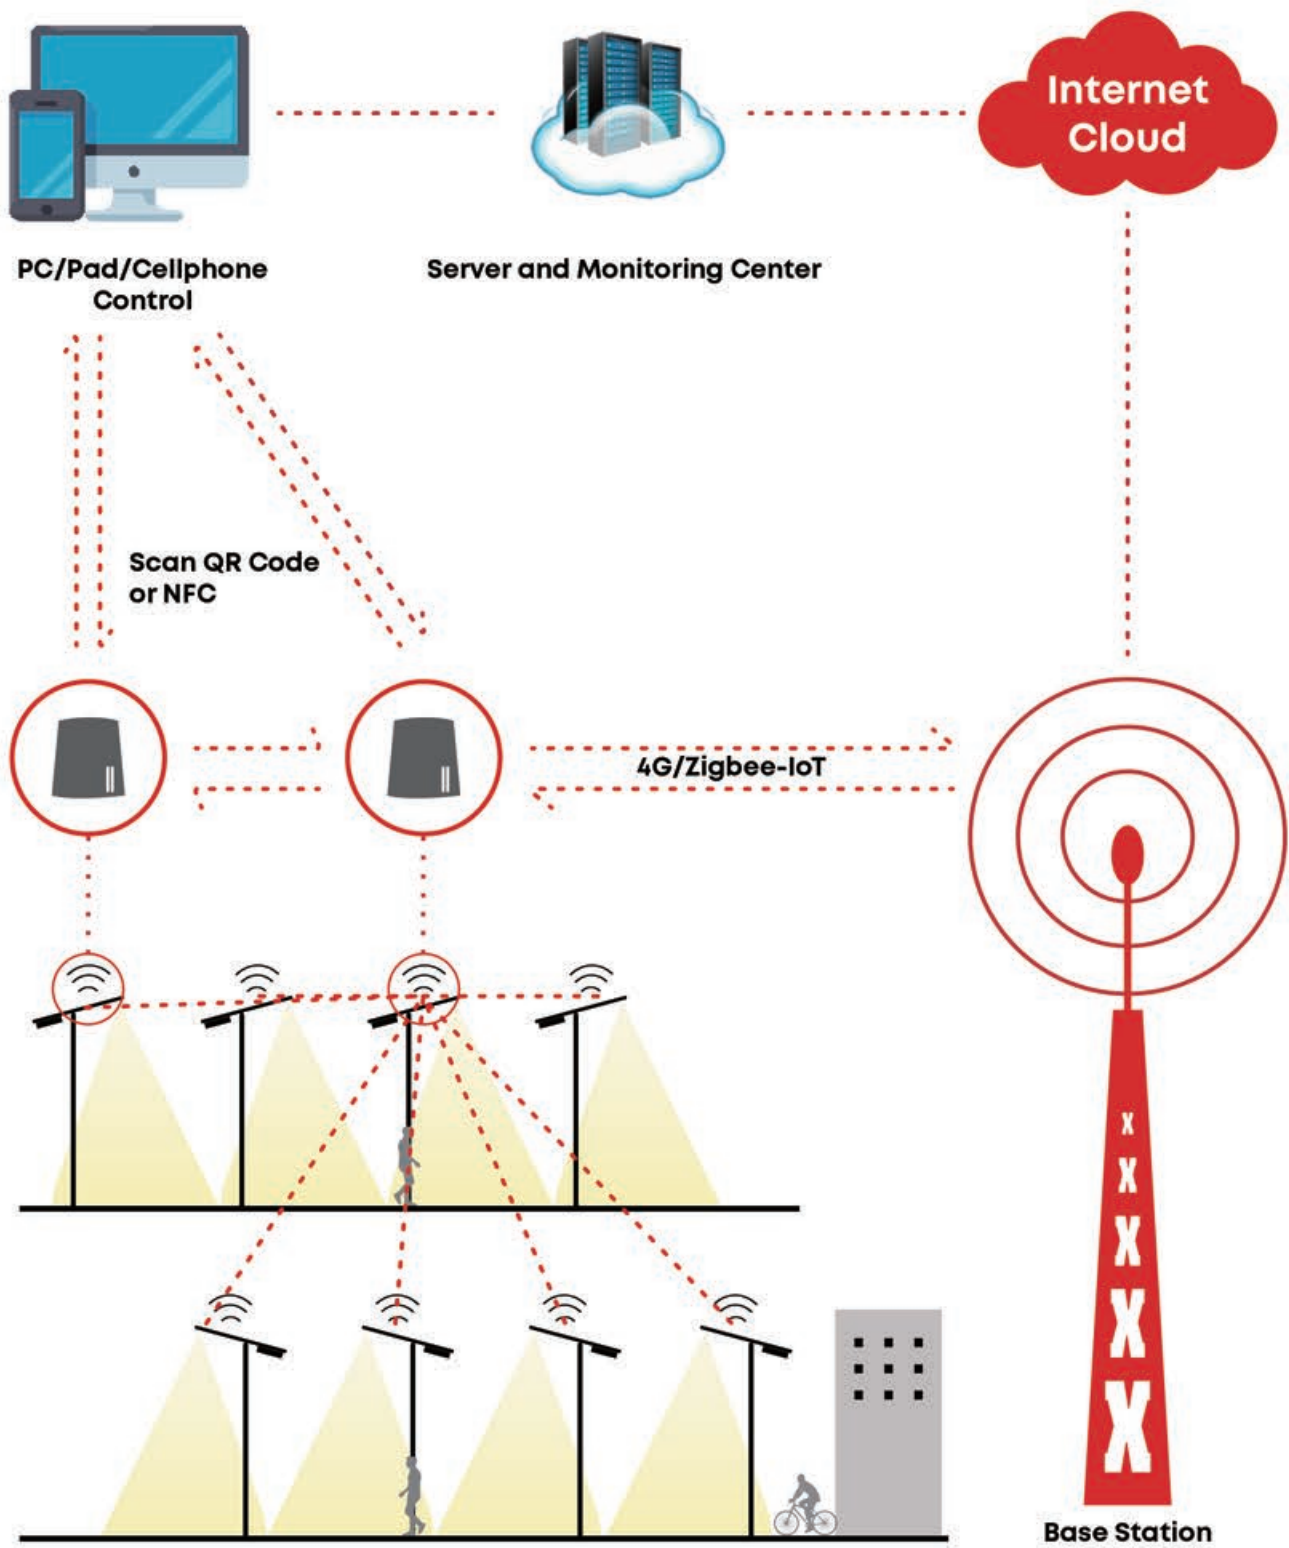 Internet
Cloud
PC/Pad/Cellphone
Control
Server and Monitoring Center
Scan QR Code
or NFC
4G/Zigbee-IoT
Base Station